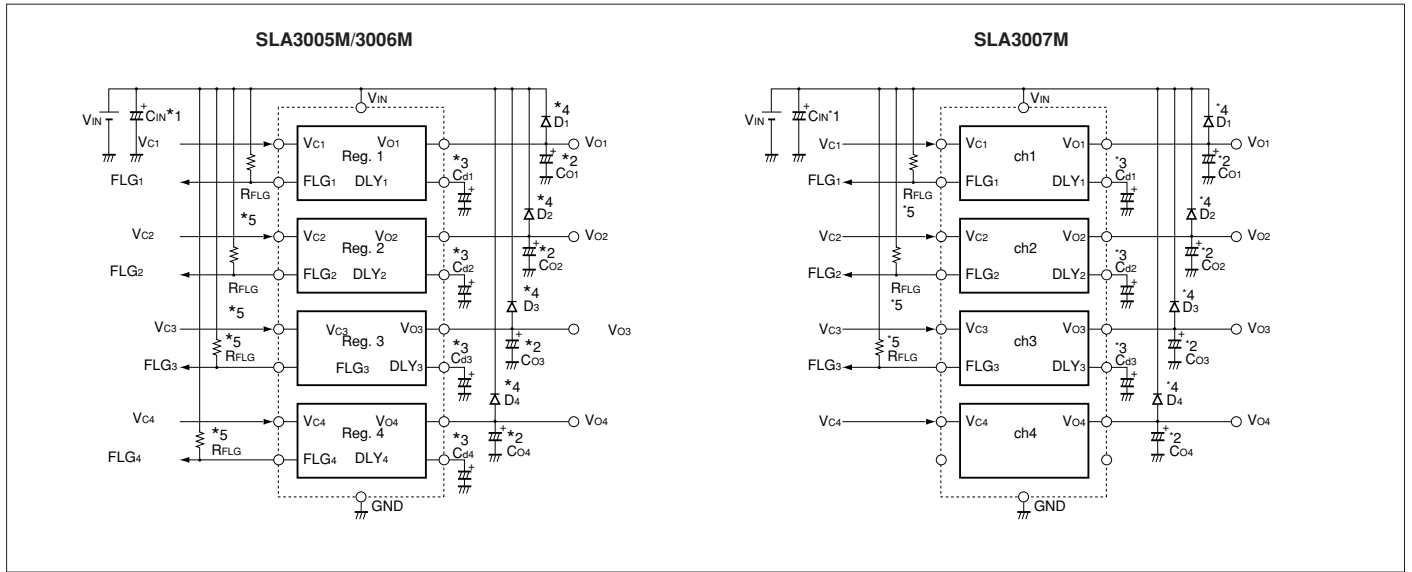 SLA3005M/3006M
VIN
CIN*1
VIN
*4
D1
VC1
VC1
VO1
VO1
Reg. 1
*3
Cd1
*2
CO1
FLG1
FLG1
DLY1
RFLG
*5
*4
D2
VC2
VC2
VO2
VO2
Reg. 2
*3
Cd2
*2
CO2
FLG2
FLG2
DLY2
RFLG
*5
*4
D3
VC3
VC3
VO3
VO3
Reg. 3
*5
RFLG
*3
Cd3
*2
CO3
FLG3
FLG3
DLY3
*4
D4
VC4
VC4
VO4
VO4
Reg. 4
*5
RFLG
*3
Cd4
*2
CO4
FLG4
FLG4
DLY4
GND
SLA3007M
VIN
CIN*1
VIN
*4
D1
VC1
VC1
VO1
VO1
ch1
*3
Cd1
*2
CO1
FLG1
FLG1
DLY1
RFLG
*5
*4
D2
VC2
VC2
VO2
VO2
ch2
*3
Cd2
*2
CO2
FLG2
FLG2
DLY2
RFLG
*5
*4
D3
VC3
VC3
VO3
VO3
ch3
*5
RFLG
*3
Cd3
*2
CO3
FLG3
FLG3
DLY3
*4
D4
VC4
VC4
VO4
VO4
ch4
*2
CO4
GND